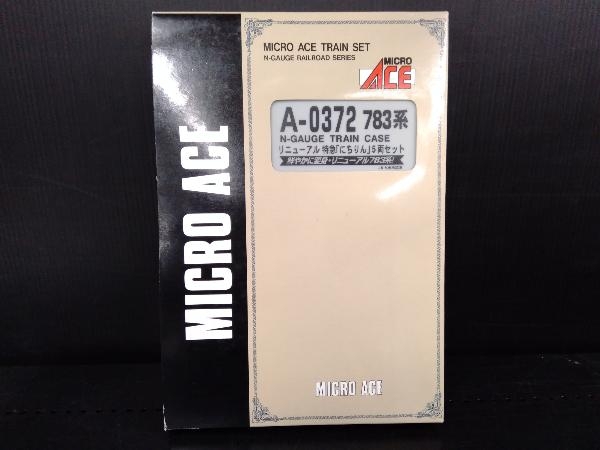 MICRO ACE
MICRO ACE TRAIN SET
N-GAUGE RAILROAD SERIES
MICRO
ACE
A-0372 783系
N-GAUGE TRAIN CASE
リニューアル 特急「にちりん」5両セット
鮮やかに変身・リニューアル783系!
MICRO ACE